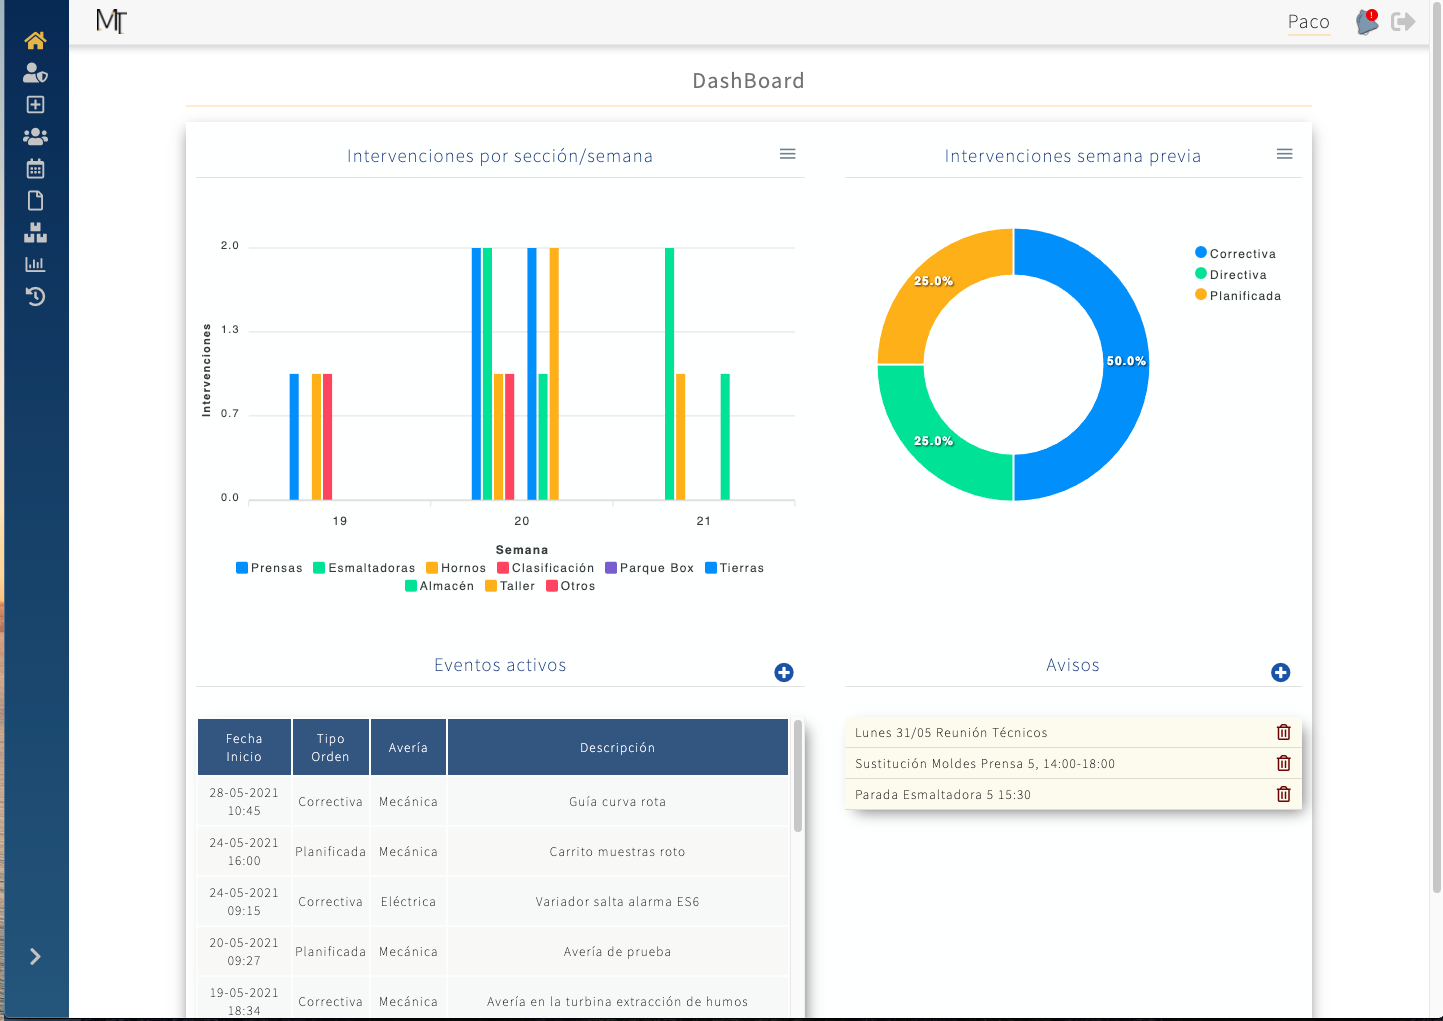 MT
Paco
!
DashBoard
Intervenciones por sección/semana
2.0
1.3
0.7
0.0
Intervenciones
19 20 21
Semana
Prensas Esmaltadoras Hornos Clasificación Parque Box Tierras
Almacén Taller Otros
Intervenciones semana previa
25.0%
50.0%
25.0%
Correctiva
Directiva
Planificada
Eventos activos
Fecha Inicio Tipo Orden Avería Descripción
28-05-2021 10:45 Correctiva Mecánica Guía curva rota
24-05-2021 16:00 Planificada Mecánica Carrito muestras roto
24-05-2021 09:15 Correctiva Eléctrica Variador salta alarma ES6
20-05-2021 09:27 Planificada Mecánica Avería de prueba
19-05-2021 18:34 Correctiva Mecánica Avería en la turbina extracción de humos
Avisos
Lunes 31/05 Reunión Técnicos
Sustitución Moldes Prensa 5, 14:00-18:00
Parada Esmaltadora 5 15:30